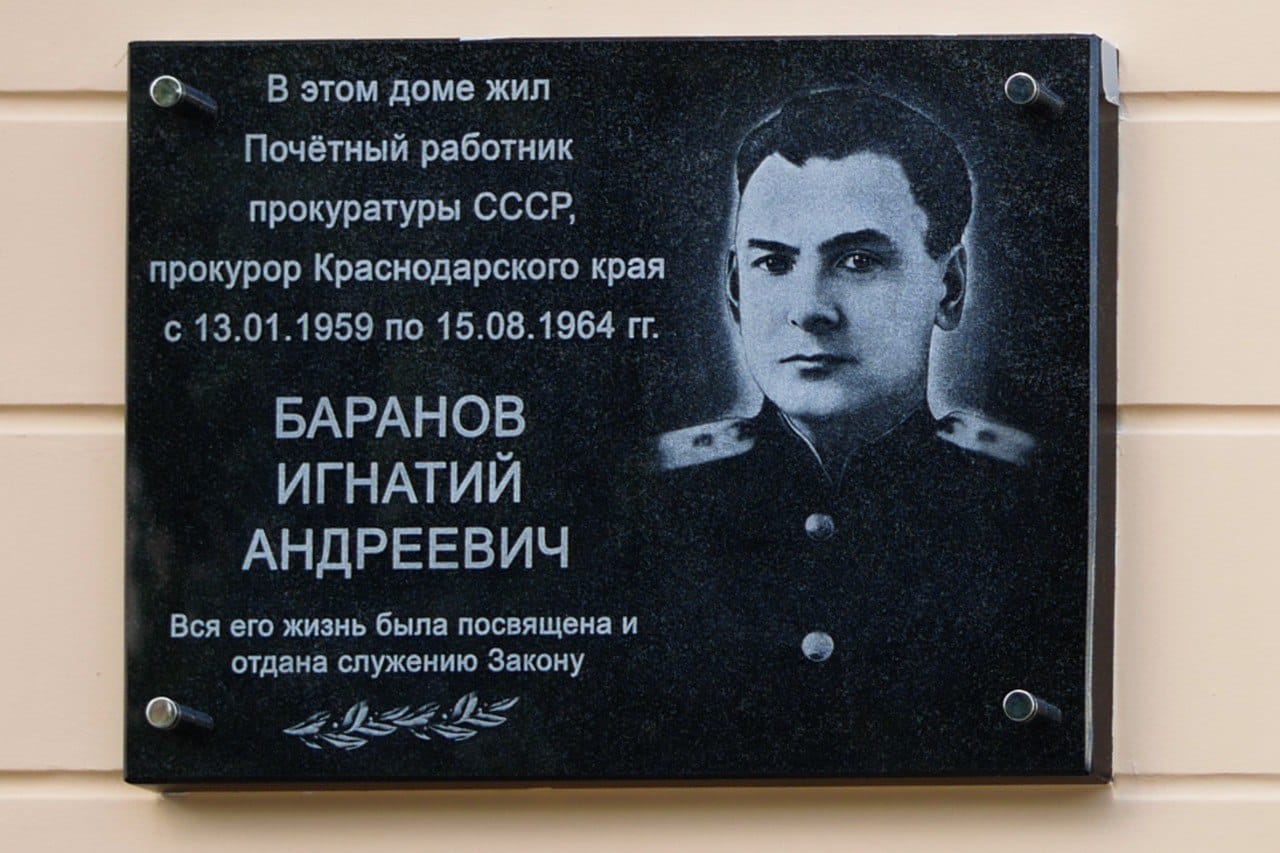 В этом доме жил
Почётный работник
прокуратуры СССР,
прокурор Краснодарского края
с 13.01.1959 по 15.08.1964 гг.
БАРАНОВ
ИГНАТИЙ
АНДРЕЕВИЧ
Вся его жизнь была посвящена и
отдана служению Закону